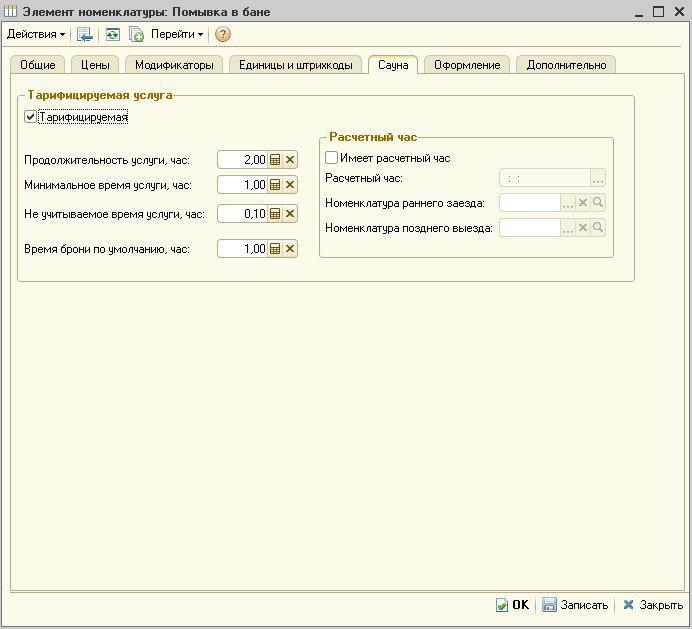 Элемент номенклатуры: Помывка в бане
Действия Перейти
Общие Цены Модификаторы Единицы и штрихкоды Сауна Оформление Дополнительно
Тарифицируемая услуга
Тарифицируемая
Расчетный час
Продолжительность услуги, час: 2,00
Имеет расчетный час
Минимальное время услуги, час: 1,00
Расчетный час: : :
Номенклатура раннего заезда:
Не учитываемое время услуги, час: 0,10
Номенклатура позднего выезда:
Время брони по умолчанию, час: 1,00
OK Записать Закрыть